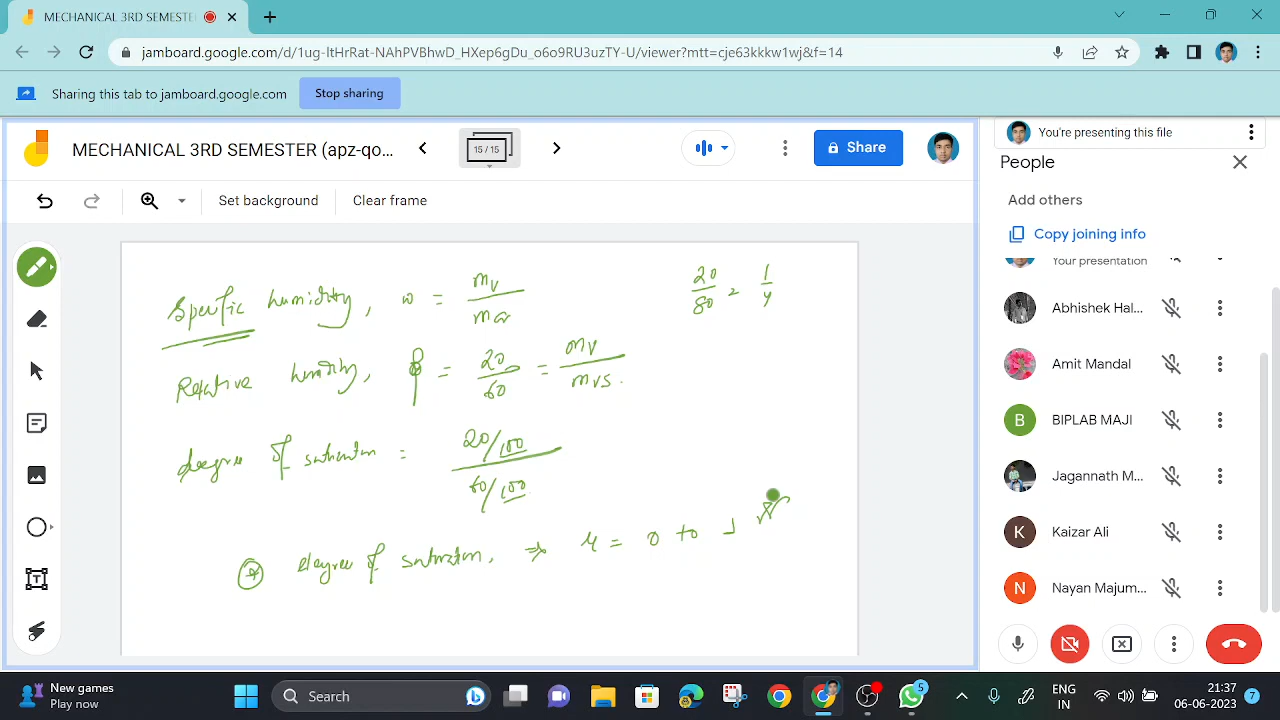 MECHANICAL 3RD SEMESTE
jamboard.google.com/d/1ug-ltHrRat-NAhPVBhwD_HXep6gDu_o6o9RU3uzTY-U/viewer?mtt=cje63kkkw1wj&f=14
Sharing this tab to jamboard.google.com Stop sharing
MECHANICAL 3RD SEMESTER (apz-qo... 15 / 15 Share
Set background Clear frame
Specific humidity, ω = mv/ma 20/80 = 1/4
Relative humidity, φ = 20/60 = mv/mvs.
degree of saturation = 20/100 / 60/100
degree of saturation, ⇒ μ = 0 to 1
You're presenting this file
People
Add others
Copy joining info
Your presentation
Abhishek Hal...
Amit Mandal
B BIPLAB MAJI
Jagannath M...
K Kaizar Ali
N Nayan Majum...
New games
Play now
Search
5
ENG
IN
21:37
06-06-2023
7